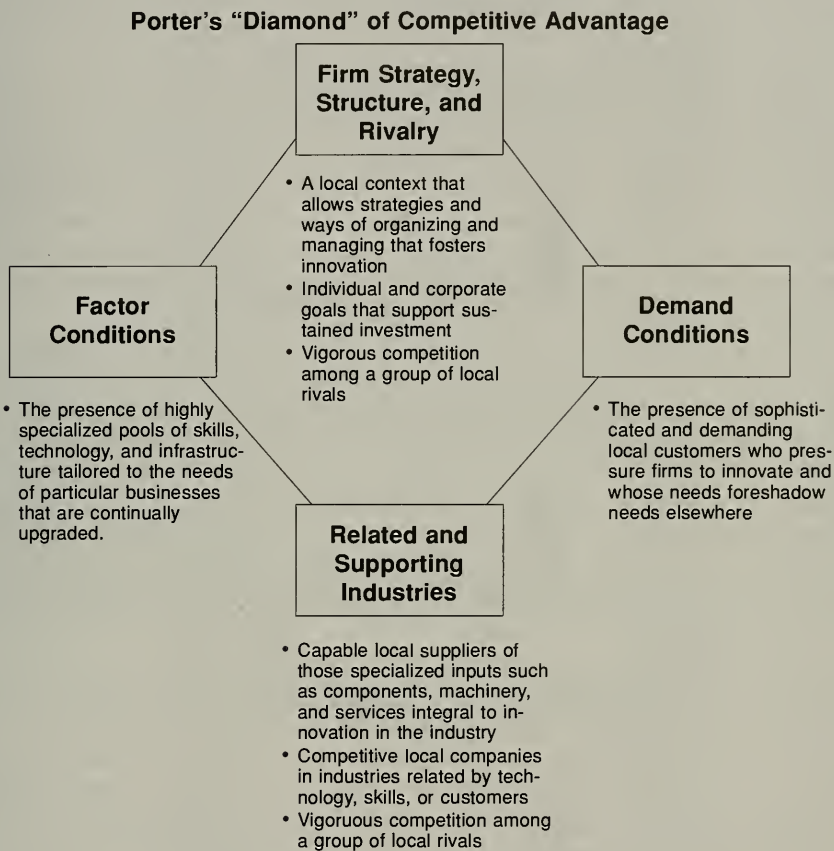 Porter's “Diamond” of Competitive Advantage
Firm Strategy,
Structure, and
Rivalry
• A local context that
allows strategies and
ways of organizing and
managing that fosters
innovation
• Individual and corporate
goals that support sus-
tained investment
• Vigorous competition
among a group of local
rivals
Factor
Conditions
• The presence of highly
specialized pools of skills,
technology, and infrastruc-
ture tailored to the needs
of particular businesses
that are continually
upgraded.
Demand
Conditions
• The presence of sophisti-
cated and demanding
local customers who pres-
sure firms to innovate and
whose needs foreshadow
needs elsewhere
Related and
Supporting
Industries
• Capable local suppliers of
those specialized inputs such
as components, machinery,
and services integral to in-
novation in the industry
• Competitive local companies
in industries related by tech-
nology, skills, or customers
• Vigoruous competition among
a group of local rivals